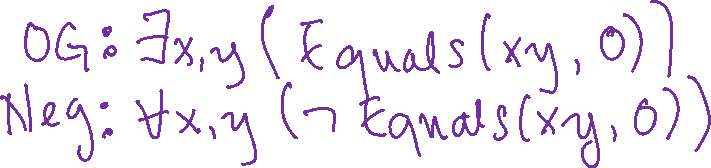 OG: ∃x,y (Equals(xy, 0))
Neg: ∀x,y (¬ Equals(xy, 0))